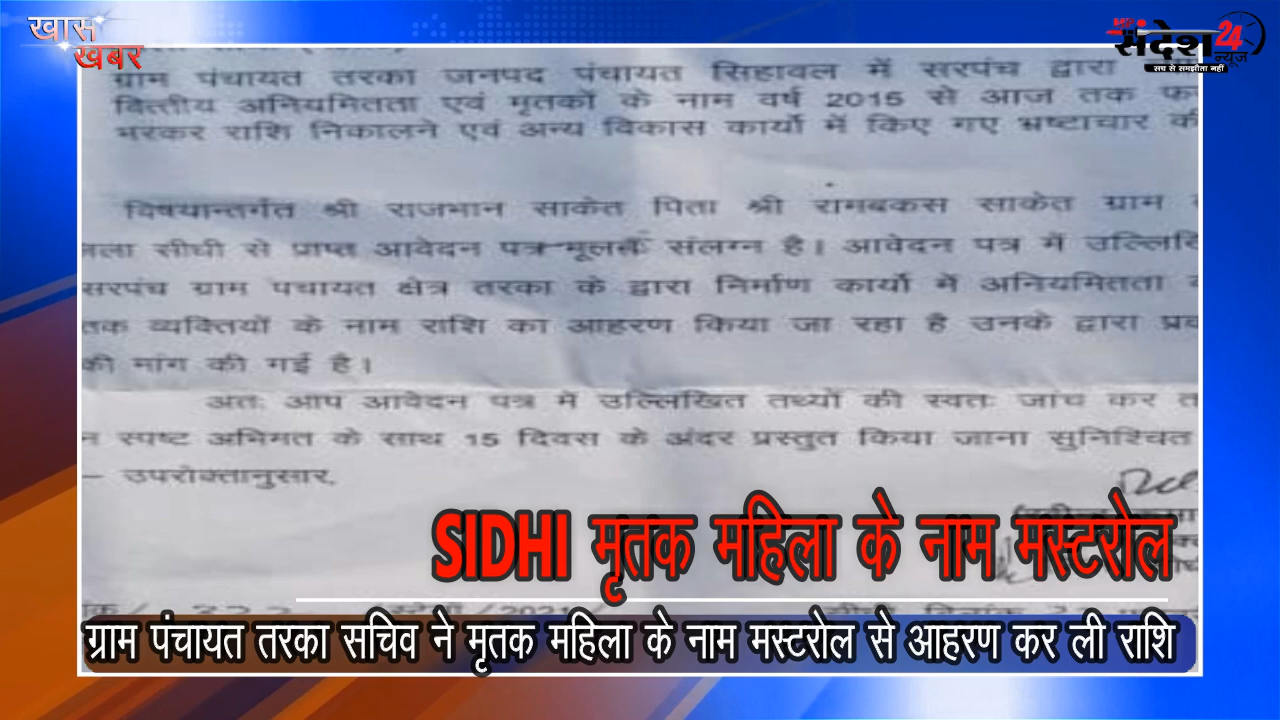 खास
खबर
संदेश 24
न्यूज
सच से समझौता नहीं
ग्राम पंचायत तरका जनपद पंचायत सिहावल में सरपंच द्वारा
वित्तीय अनियमितता एवं मृतकों के नाम वर्ष 2015 से आज तक
भरकर राशि निकालने एवं अन्य विकास कार्यो में किए गए भ्रष्टाचार की
विषयान्तर्गत श्री राजभान साकेत पिता श्री रामबकस साकेत ग्राम
सीधी से प्राप्त आवेदन पत्र मूलतः संलग्न है। आवेदन पत्र में
सरपंच ग्राम पंचायत क्षेत्र तरका के द्वारा निर्माण कार्यो में अनियमितता
तक व्यक्तियों के नाम राशि का आहरण किया जा रहा है उनके द्वारा
की मांग की गई है।
अतः आप आवेदन पत्र में उल्लिखित तथ्यों की स्वतः जांच कर
स्पष्ट अभिमत के साथ 15 दिवस के अंदर प्रस्तुत किया जाना सुनिश्चित
– उपरोक्तानुसार,
SIDHI मृतक महिला के नाम मस्टरोल
ग्राम पंचायत तरका सचिव ने मृतक महिला के नाम मस्टरोल से आहरण कर ली राशि